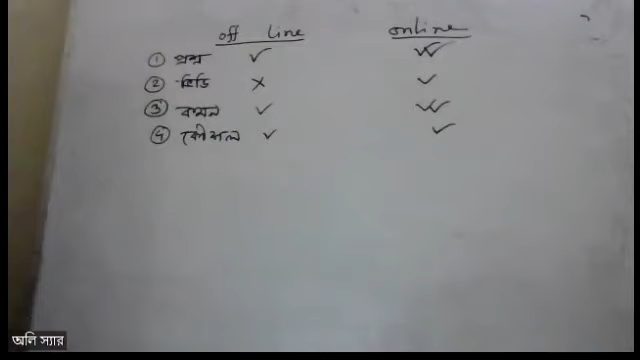 off line online
① প্রশ্ন ✓ ✓✓
② ভিডি × ✓
③ কমন ✓ ✓✓
④ কৌশল ✓ ✓
অলি স্যার